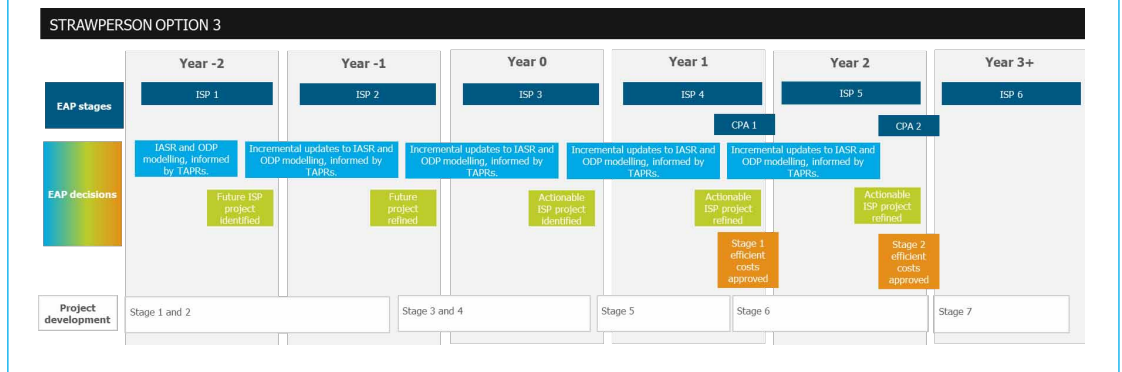 STRAWPERSON OPTION 3
Year -2
Year -1
Year 0
Year 1
Year 2
Year 3+
EAP stages
ISP 1
ISP 2
ISP 3
ISP 4
ISP 5
ISP 6
CPA 1
CPA 2
EAP decisions
IASR and ODP
modelling, informed
by TAPRs.
Incremental updates to IASR and
ODP modelling, informed by
TAPRs.
Incremental updates to IASR and
ODP modelling, informed by
TAPRs.
Incremental updates to IASR and
ODP modelling, informed by
TAPRs.
Incremental updates to IASR and
ODP modelling, informed by
TAPRs.
Future ISP
project
identified
Future
project
refined
Actionable
ISP project
identified
Actionable
ISP project
refined
Actionable
ISP project
refined
Stage 1
efficient
costs
approved
Stage 2
efficient
costs
approved
Project
development
Stage 1 and 2
Stage 3 and 4
Stage 5
Stage 6
Stage 7